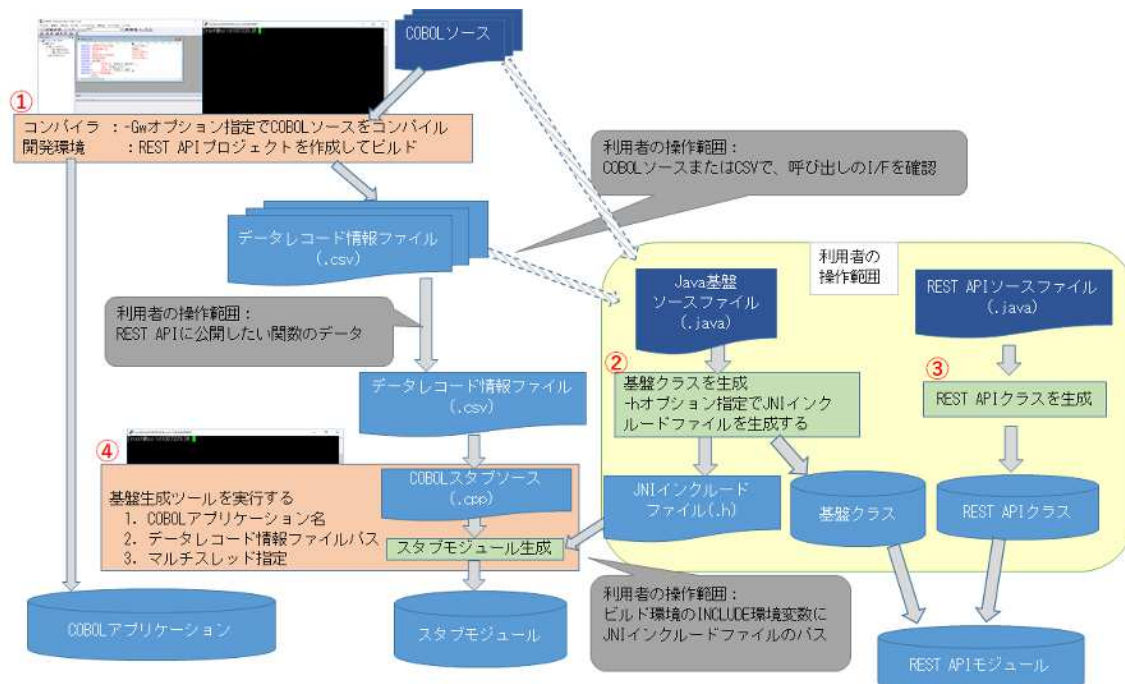 COBOLソース
①
コンパイラ ：-Gwオプション指定でCOBOLソースをコンパイル
開発環境 ：REST APIプロジェクトを作成してビルド
利用者の操作範囲：
COBOLソースまたはCSVで、呼び出しのI/Fを確認
データレコード情報ファイル
(.csv)
利用者の
操作範囲
Java基盤
ソースファイル
(.java)
REST APIソースファイル
(.java)
利用者の操作範囲：
REST APIに公開したい関数のデータ
②
基盤クラスを生成
-hオプション指定でJNIインク
ルードファイルを生成する
③
REST APIクラスを生成
データレコード情報ファイル
(.csv)
④
基盤生成ツールを実行する
1. COBOLアプリケーション名
2. データレコード情報ファイルパス
3. マルチスレッド指定
COBOLスタブソース
(.cpp)
スタブモジュール生成
JNIインクルード
ファイル(.h)
基盤クラス
REST APIクラス
利用者の操作範囲：
ビルド環境のINCLUDE環境変数に
JNIインクルードファイルのパス
COBOLアプリケーション
スタブモジュール
REST APIモジュール